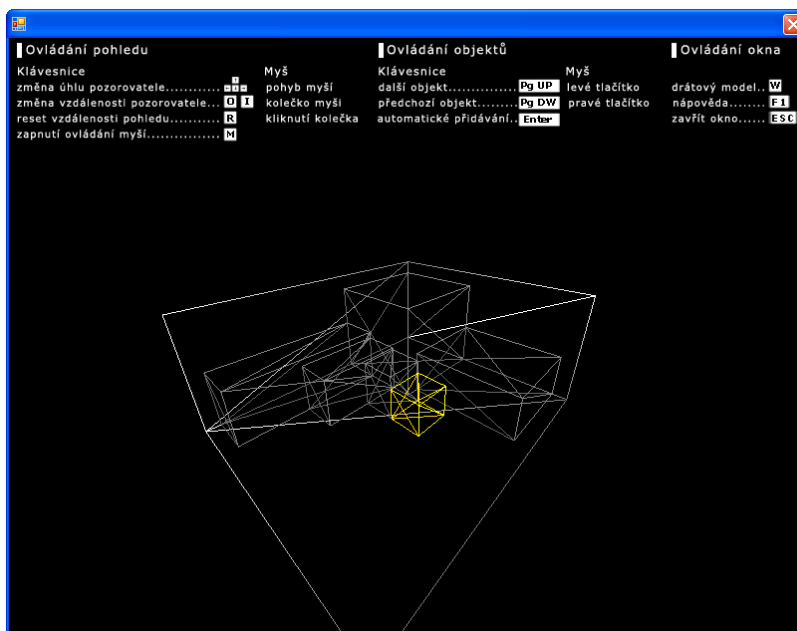 Ovládání pohledu
Klávesnice Myš
změna úhlu pozorovatele........... pohyb myší
změna vzdálenosti pozorovatele... O I kolečko myši
reset vzdálenosti pohledu......... R kliknutí kolečka
zapnutí ovládání myší............... M
Ovládání objektů
Klávesnice Myš
další objekt............... Pg UP levé tlačítko
předchozí objekt....... Pg DW pravé tlačítko
automatické přidávání.. Enter
Ovládání okna
drátový model.. W
nápověda........ F1
zavřít okno...... ESC